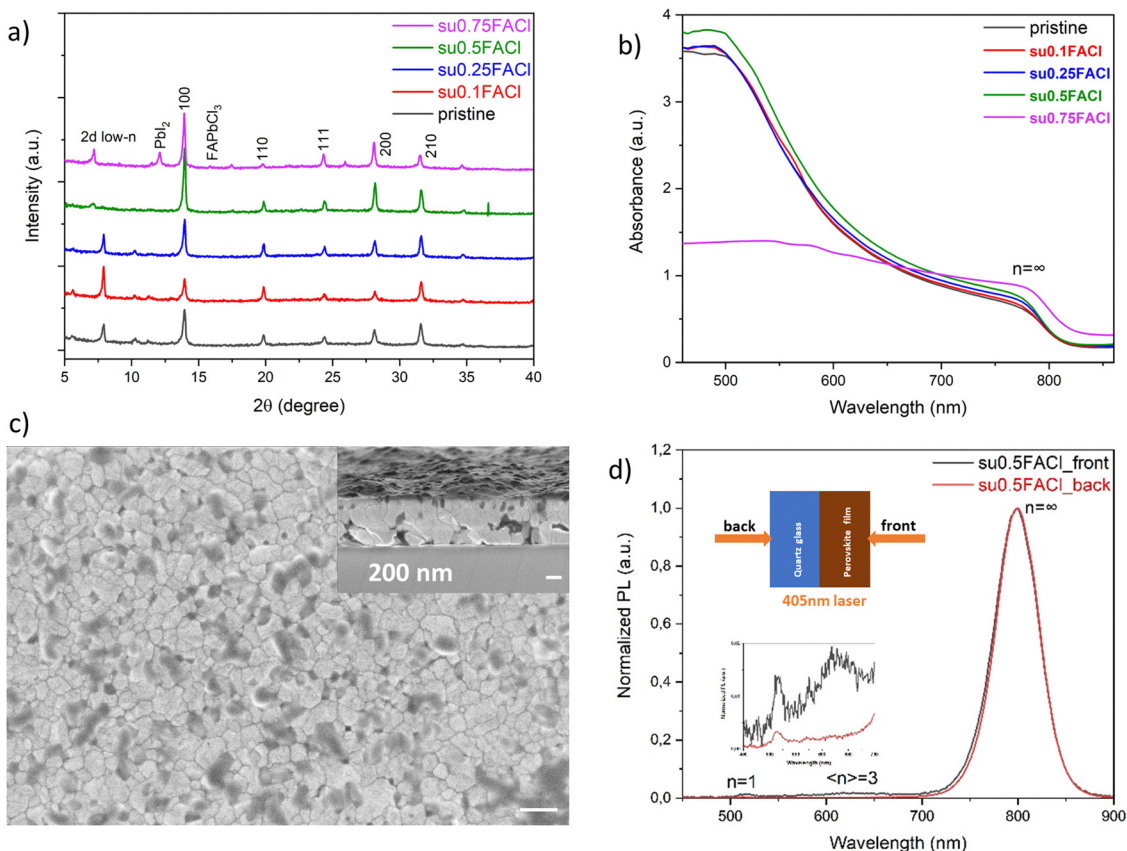 a)
su0.75FACl
su0.5FACl
su0.25FACl
su0.1FACl
pristine
2d low-n
PbI2
100
FAPbCl3
110
111
200
210
Intensity (a.u.)
5 10 15 20 25 30 35 40
2θ (degree)
b)
pristine
su0.1FACl
su0.25FACl
su0.5FACl
su0.75FACl
n=∞
Absorbance (a.u.)
4
3
2
1
0
500 600 700 800
Wavelength (nm)
c)
200 nm
d)
su0.5FACl_front
su0.5FACl_back
n=∞
back
Quartz glass
Perovskite film
front
405nm laser
Normalized PL (a.u.)
1,2
1,0
0,8
0,6
0,4
0,2
0,0
Wavelength (nm)
n=1
<n>=3
500 600 700 800 900
Wavelength (nm)